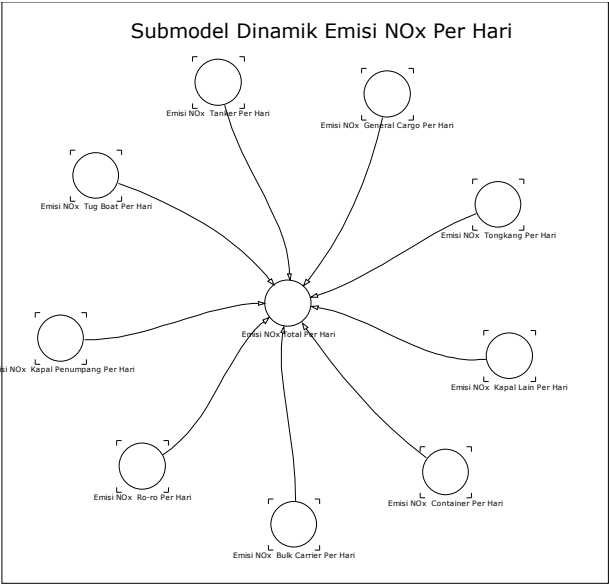 Submodel Dinamik Emisi NOx Per Hari
Emisi NOx Tanker Per Hari
Emisi NOx General Cargo Per Hari
Emisi NOx Tug Boat Per Hari
Emisi NOx Tongkang Per Hari
Emisi NOx Total Per Hari
si NOx Kapal Penumpang Per Hari
Emisi NOx Kapal Lain Per Hari
Emisi NOx Ro-ro Per Hari
Emisi NOx Container Per Hari
Emisi NOx Bulk Carrier Per Hari